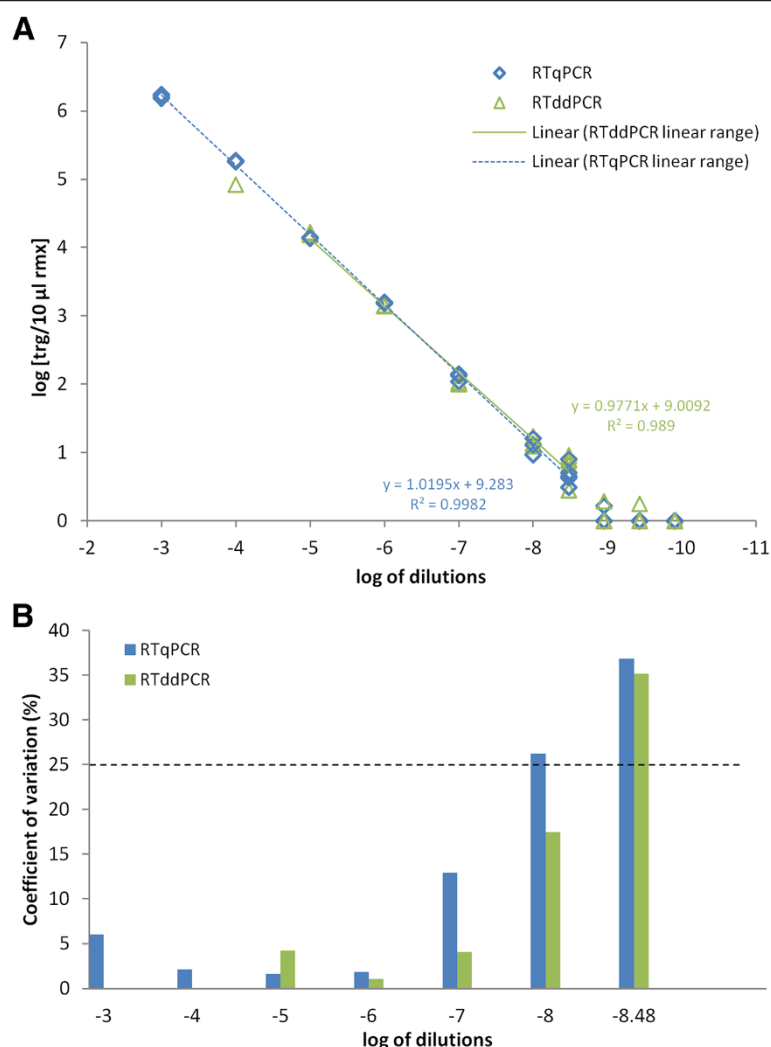 A
7
6
5
4
3
2
1
0
log [trg/10 µl rmx]
RTqPCR
RTddPCR
Linear (RTddPCR linear range)
Linear (RTqPCR linear range)
y = 0.9771x + 9.0092
R² = 0.989
y = 1.0195x + 9.283
R² = 0.9982
-2 -3 -4 -5 -6 -7 -8 -9 -10 -11
log of dilutions
B
40
35
30
25
20
15
10
5
0
Coefficient of variation (%)
RTqPCR
RTddPCR
-3 -4 -5 -6 -7 -8 -8.48
log of dilutions